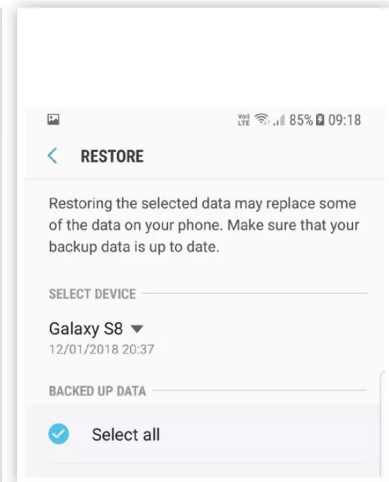 VoI) LTE 85% 09:18
RESTORE
Restoring the selected data may replace some
of the data on your phone. Make sure that your
backup data is up to date.
SELECT DEVICE
Galaxy S8
12/01/2018 20:37
BACKED UP DATA
Select all